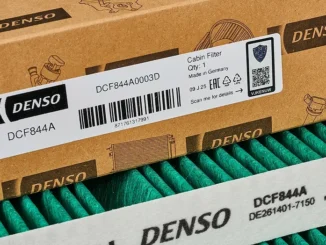 DENSO
DENSO
DCF844A
DCF844A0003D
Cabin Filter
Qty: 1
Made in Germany
09 J 25
Scan me for details
DENSO
DENSO
DCF844A
DE261401-7150
DENSO